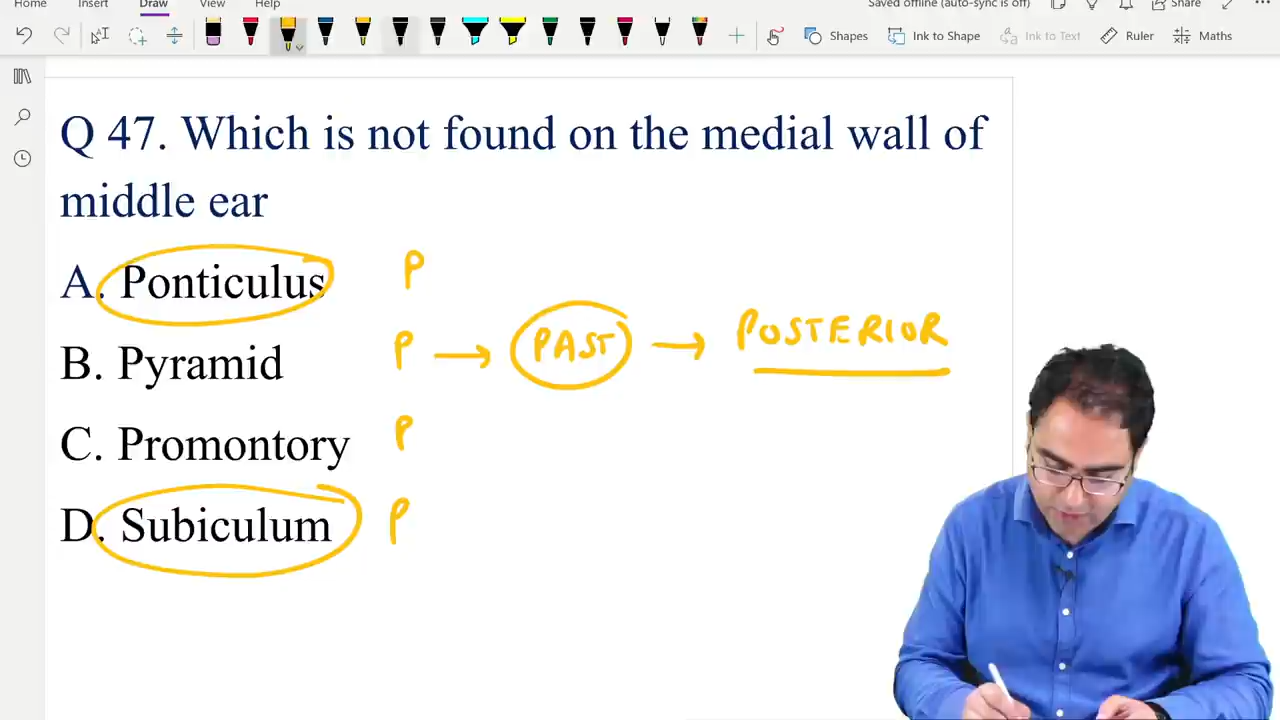 Home Insert Draw View Help Saved offline (auto-sync is off) Share
Shapes Ink to Shape Ink to Text Ruler Maths
Q 47. Which is not found on the medial wall of
middle ear
A. Ponticulus P
B. Pyramid P → PAST → POSTERIOR
C. Promontory P
D. Subiculum P